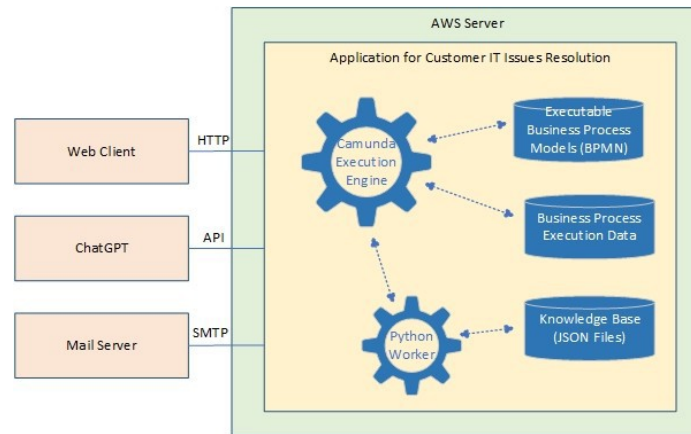 AWS Server
Application for Customer IT Issues Resolution
Web Client
HTTP
ChatGPT
API
Mail Server
SMTP
Camunda
Execution
Engine
Executable
Business Process
Models (BPMN)
Business Process
Execution Data
Python
Worker
Knowledge Base
(JSON Files)